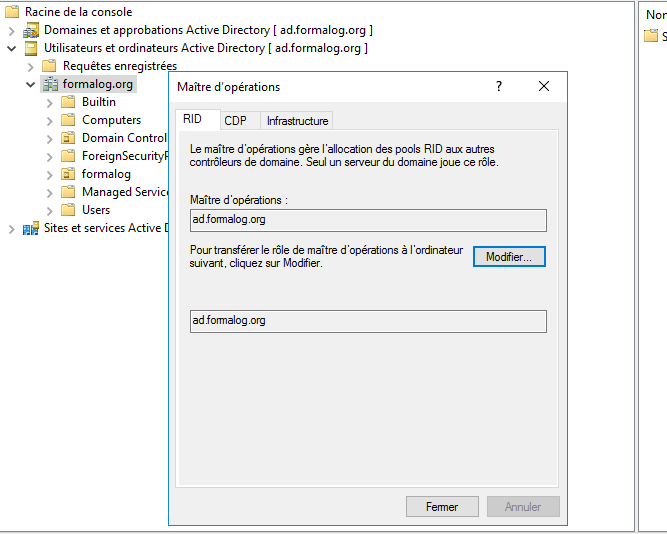 Racine de la console
Domaines et approbations Active Directory [ ad.formalog.org ]
Utilisateurs et ordinateurs Active Directory [ ad.formalog.org ]
Requêtes enregistrées
formalog.org
Builtin
Computers
Domain Control
ForeignSecurityP
formalog
Managed Service
Users
Sites et services Active D
Nom
S
Maître d'opérations
?
RID
CDP
Infrastructure
Le maître d'opérations gère l'allocation des pools RID aux autres
contrôleurs de domaine. Seul un serveur du domaine joue ce rôle.
Maître d'opérations :
ad.formalog.org
Pour transférer le rôle de maître d'opérations à l'ordinateur
suivant, cliquez sur Modifier.
Modifier...
ad.formalog.org
Fermer
Annuler